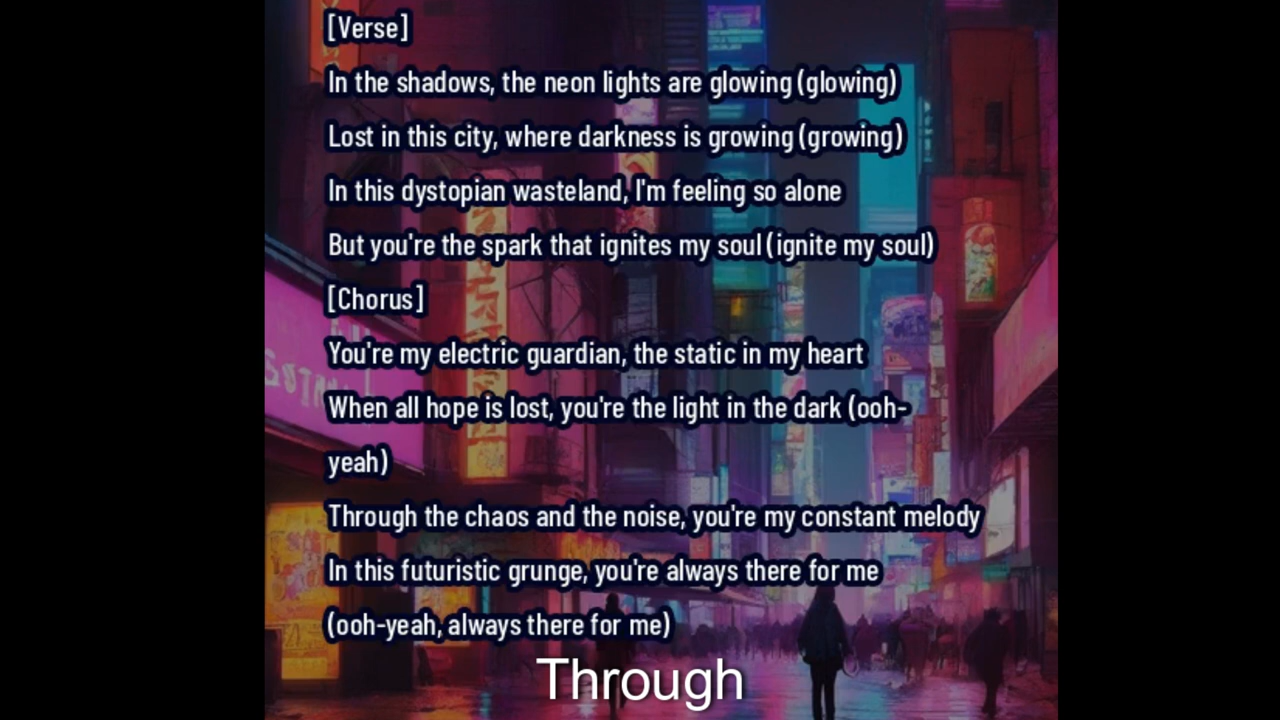 [Verse]
In the shadows, the neon lights are glowing (glowing)
Lost in this city, where darkness is growing (growing)
In this dystopian wasteland, I'm feeling so alone
But you're the spark that ignites my soul (ignite my soul)
[Chorus]
You're my electric guardian, the static in my heart
When all hope is lost, you're the light in the dark (ooh-
yeah)
Through the chaos and the noise, you're my constant melody
In this futuristic grunge, you're always there for me
(ooh-yeah, always there for me)
Through